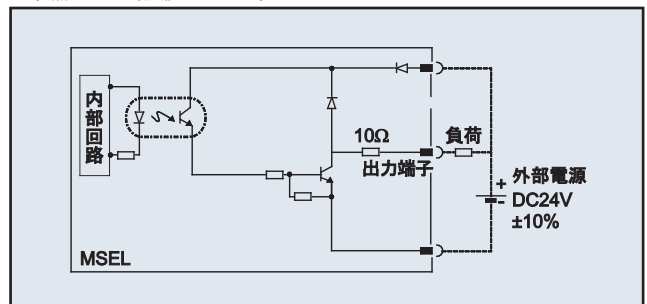 内部回路
10Ω
負荷
出力端子
+
外部電源
-
DC24V
±10%
MSEL